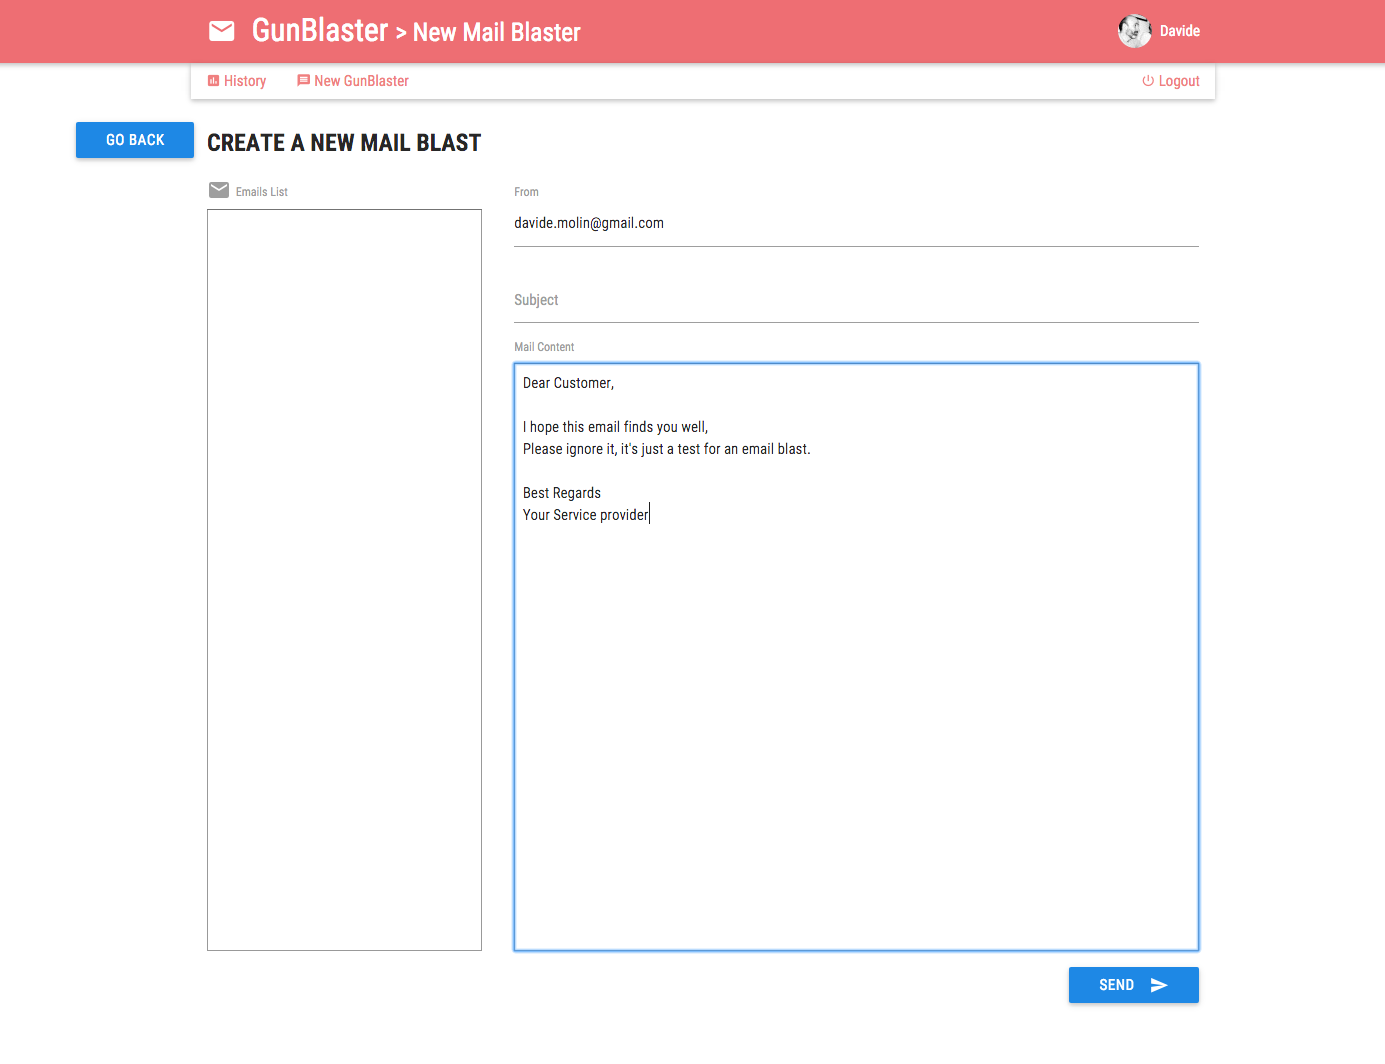 GunBlaster > New Mail Blaster
Davide
History
New GunBlaster
Logout
GO BACK
CREATE A NEW MAIL BLAST
Emails List
From
davide.molin@gmail.com
Subject
Mail Content
Dear Customer,
I hope this email finds you well,
Please ignore it, it's just a test for an email blast.
Best Regards
Your Service provider
SEND